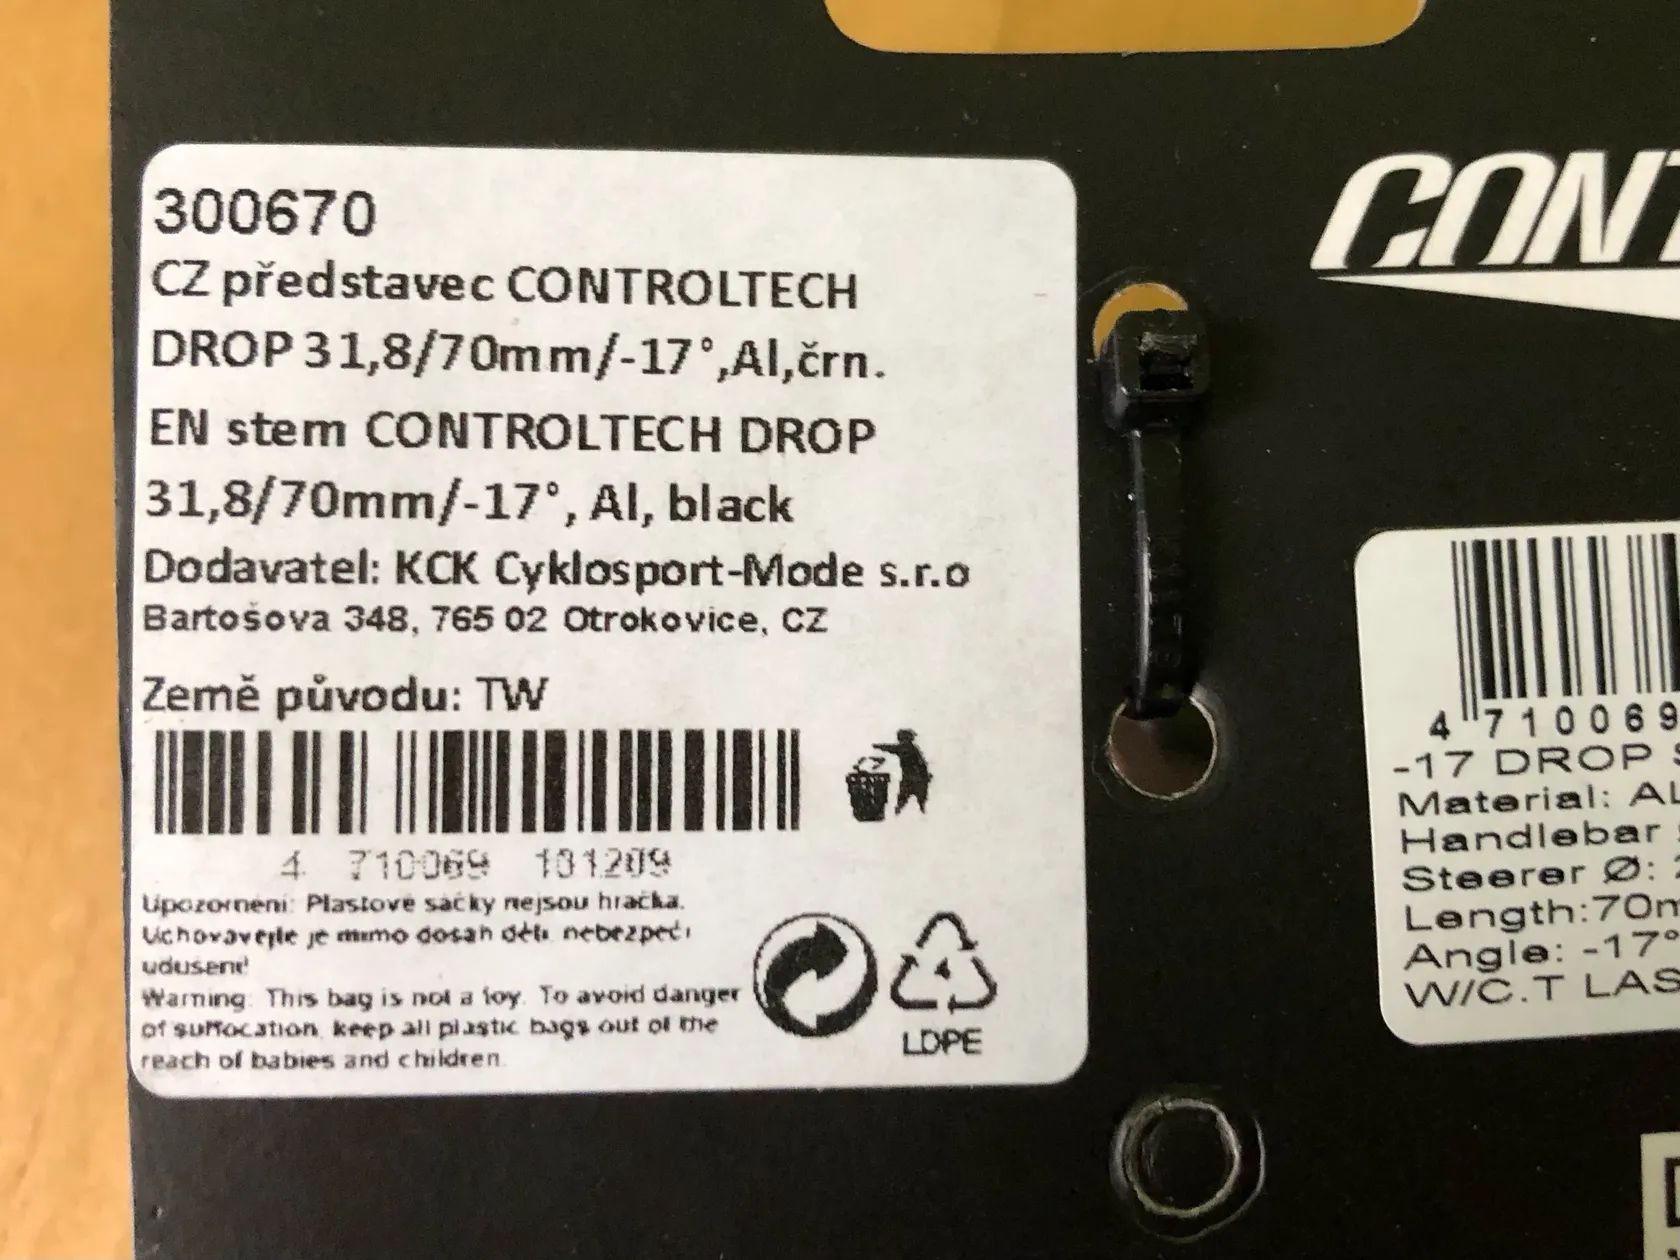 300670
CZ představec CONTROLTECH
DROP 31,8/70mm/-17°,Al,črn.
EN stem CONTROLTECH DROP
31,8/70mm/-17°, Al, black
Dodavatel: KCK Cyklosport-Mode s.r.o
Bartošova 348, 765 02 Otrokovice, CZ
Země původu: TW
4 710069
Upozornění: Plastové sáčky nejsou hračka.
Uchovávejte je mimo dosah dětí, nebezpečí
udušení!
Warning: This bag is not a toy. To avoid danger
of suffocation, keep all plastic bags out of the
reach of babies and children.
LDPE
CONT
4 710069
-17 DROP S
Material: AL
Handlebar
Steerer Ø:
Length:70m
Angle: -17°
W/C.T LAS